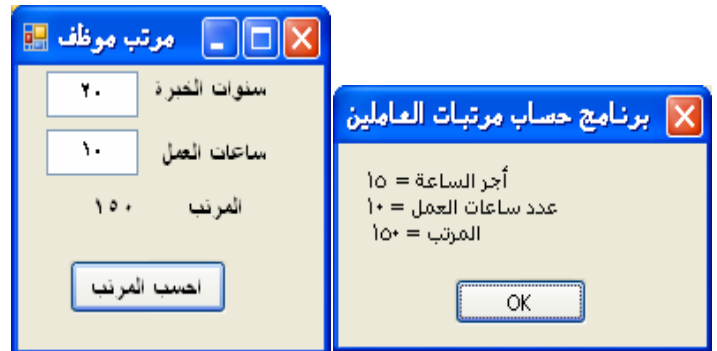 مرتب موظف
سنوات الخبرة ٢٠
ساعات العمل ١٠
المرتب ١٥٠
احسب المرتب
برنامج حساب مرتبات العاملين
أجر الساعة = ١٥
عدد ساعات العمل = ١٠
المرتب = ١٥٠
OK